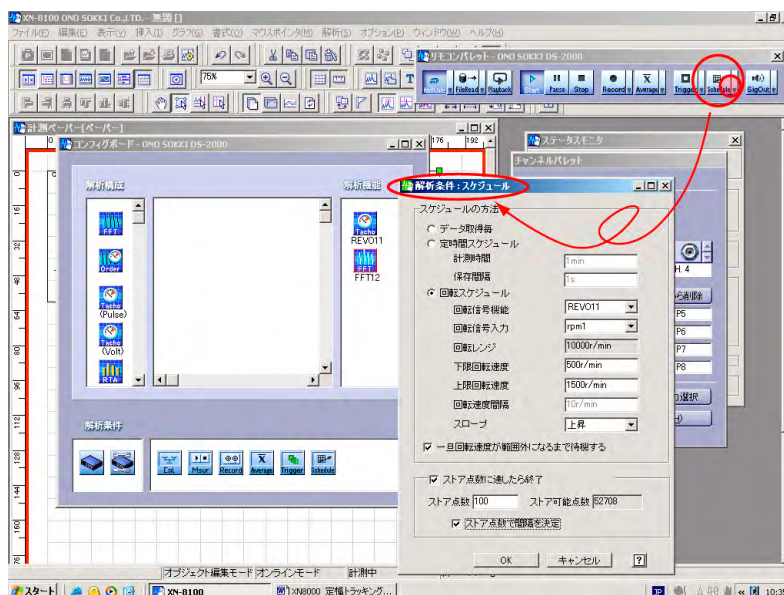 XN-8100 ONO SOKKI CO.,LTD. - 無題 []
ファイル(F) 編集(E) 表示(V) 挿入(I) グラフ(G) 書式(O) マウスポインタ(M) 解析(S) オプション(P) ウィンドウ(W) ヘルプ(H)
リモコンパレット - ONO SOKKI DS-2000
FileRead Playback Start Pause Stop Record Average Trigger Schedule SigOut
75%
計測ペーパー-[ペーパー]
176 192
コンフィグボード - ONO SOKKI DS-2000
ステータスモニタ
チャンネルパレット
解析構成
解析機能
FFT
Order
Tacho
(Pulse)
Tacho
(Volt)
RTA
Tacho
REVO11
FFT
FFT12
解析条件
Msur Record Average Trigger Schedule
解析条件：スケジュール
スケジュールの方法
データ取得毎
定時間スケジュール
計測時間 1min
保存間隔 1s
回転スケジュール
回転信号機能 REVO11
回転信号入力 rpm1
回転レンジ 10000r/min
下限回転速度 500r/min
上限回転速度 1500r/min
回転速度間隔 10r/min
スロープ 上昇
一旦回転速度が範囲外になるまで待機する
ストア点数に達したら終了
ストア点数 100 ストア可能点数 52708
ストア点数で間隔を決定
OK キャンセル ?
H. 4
ら削除
P5
P6
P7
P8
選択
オブジェクト編集モード オンラインモード 計測中
スタート XN-8100 XN8000 定幅トラッキング... JP